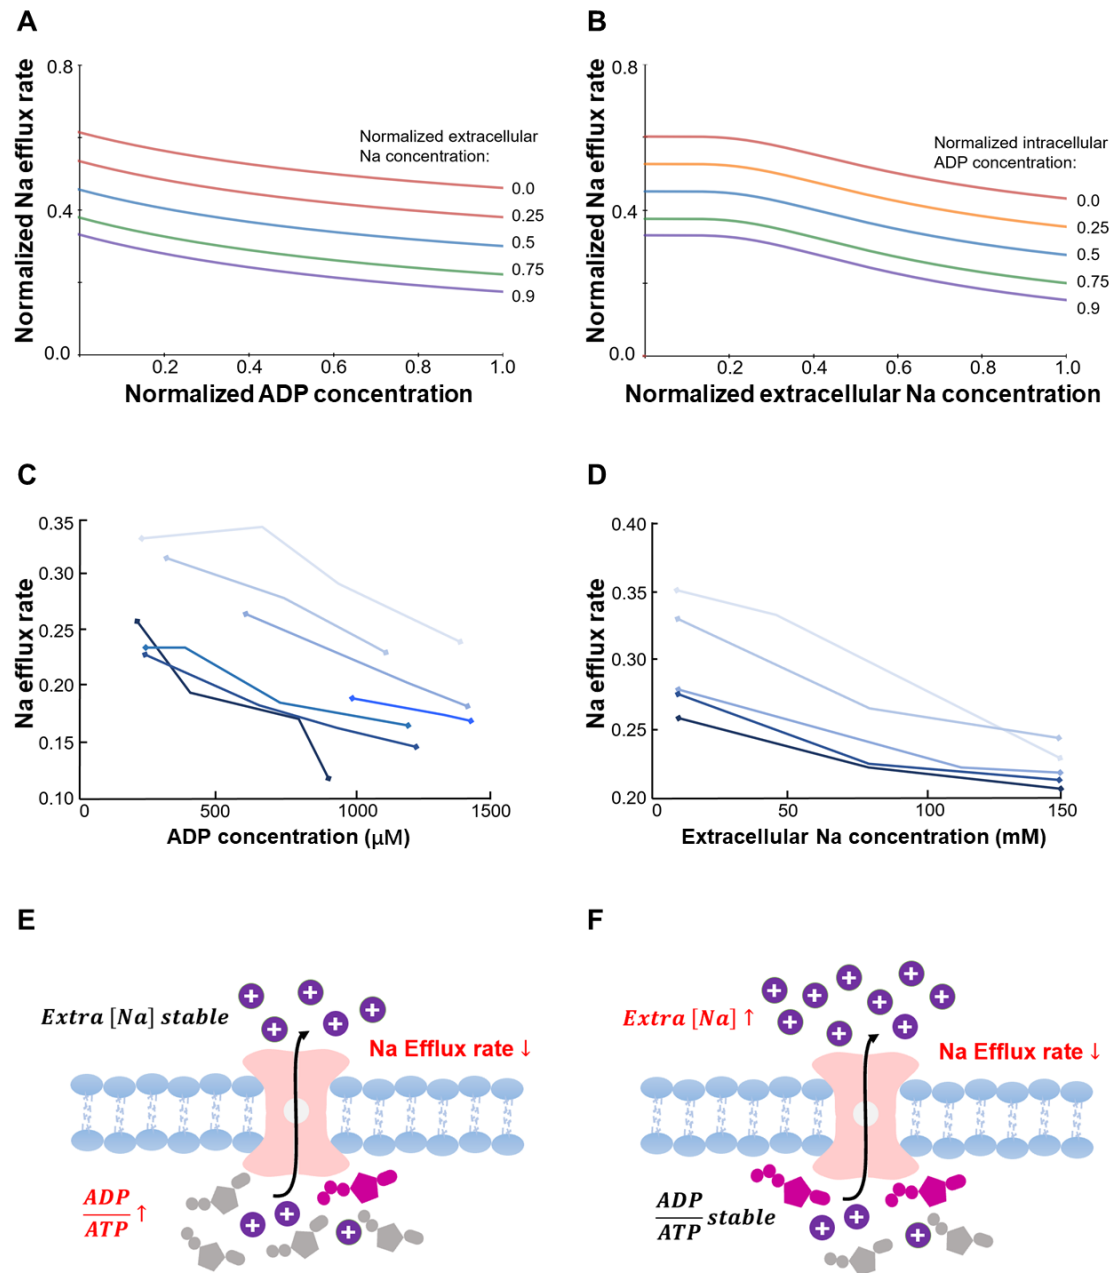 A
Normalized Na efflux rate
0.8
0.4
0.0
Normalized extracellular
Na concentration:
0.0
0.25
0.5
0.75
0.9
0.2
0.4
0.6
0.8
1.0
Normalized ADP concentration
B
Normalized Na efflux rate
0.8
0.4
0.0
Normalized intracellular
ADP concentration:
0.0
0.25
0.5
0.75
0.9
0.2
0.4
0.6
0.8
1.0
Normalized extracellular Na concentration
C
Na efflux rate
0.35
0.30
0.25
0.20
0.15
0.10
0
500
1000
1500
ADP concentration (μM)
D
Na efflux rate
0.40
0.35
0.30
0.25
0.20
0
50
100
150
Extracellular Na concentration (mM)
E
Extra [Na] stable
Na Efflux rate ↓
ADP
ATP ↑
F
Extra [Na] ↑
Na Efflux rate ↓
ADP
ATP stable